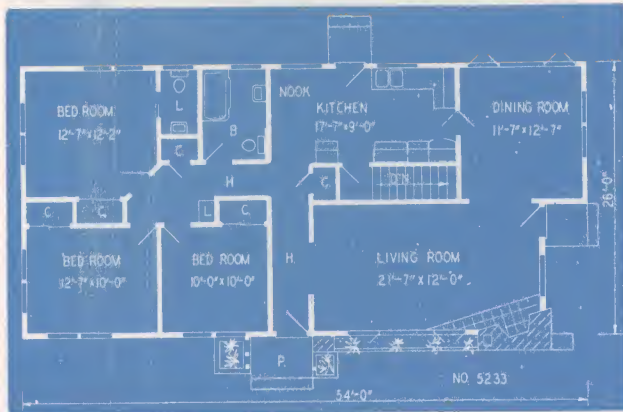 BED ROOM
12'-7" x 12'-2"
L
B
NOOK
KITCHEN
17'-7" x 9'-0"
DINING ROOM
11'-7" x 12'-7"
C.
H
C.
DN.
C.
C.
L
C.
BED ROOM
12'-7" x 10'-0"
BED ROOM
10'-0" x 10'-0"
H.
LIVING ROOM
21'-7" x 12'-0"
26'-0"
P.
NO. 5233
54'-0"